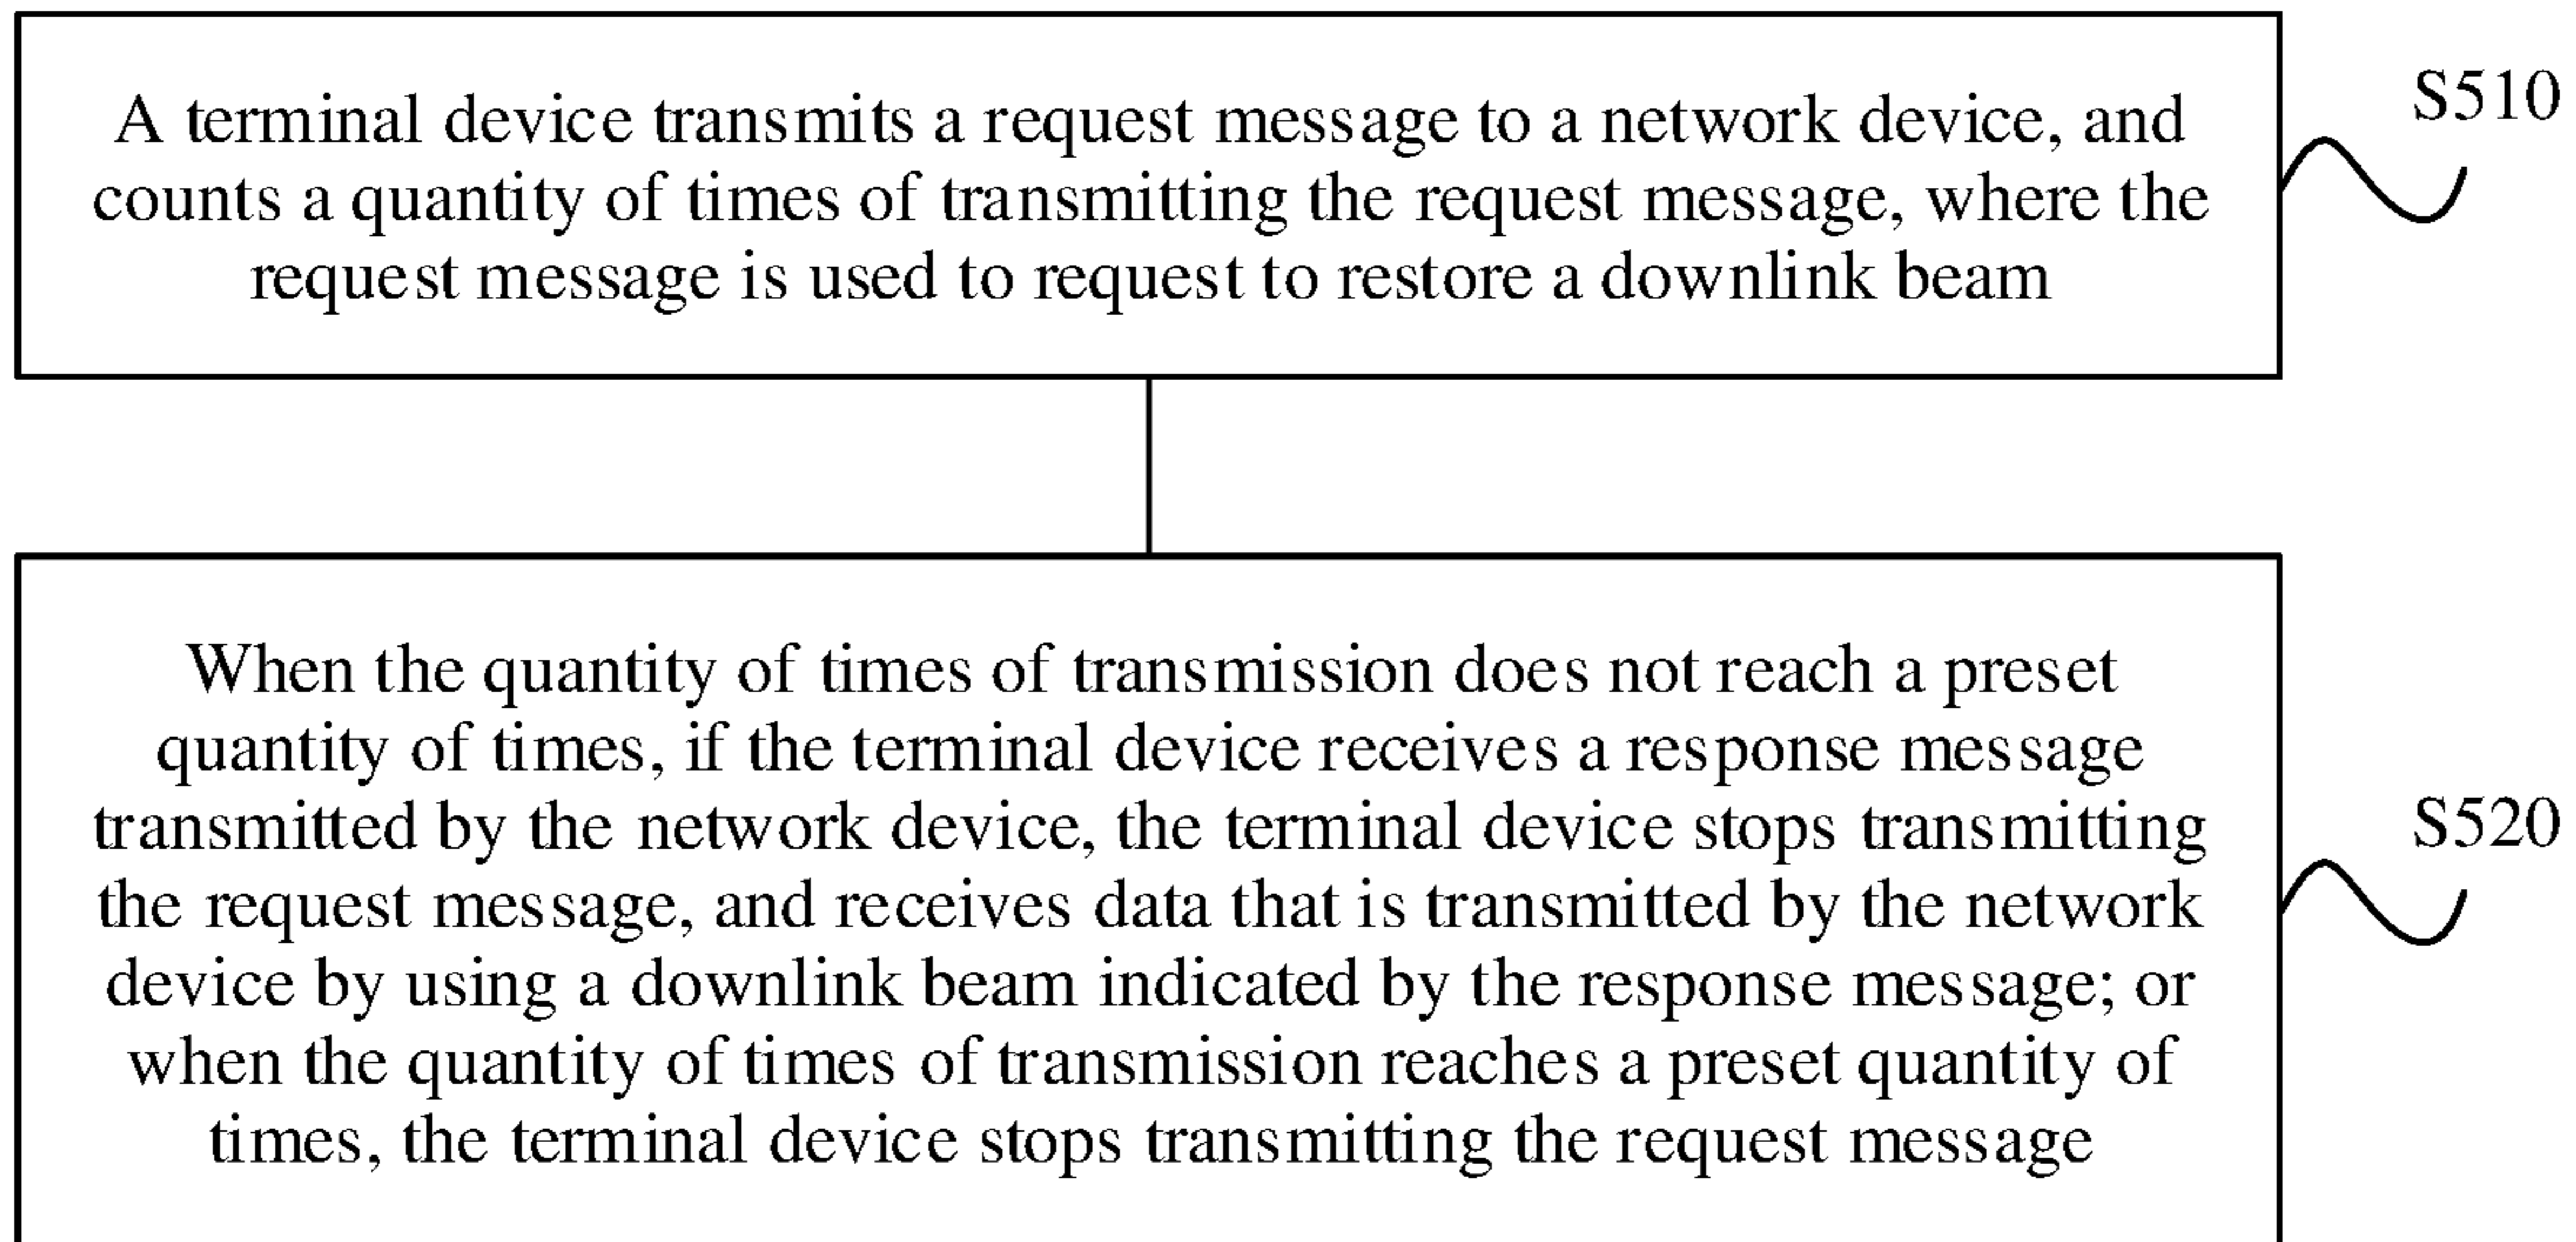 A terminal device transmits a request message to a network device, and
counts a quantity of times of transmitting the request message, where the
request message is used to request to restore a downlink beam
S510
When the quantity of times of transmission does not reach a preset
quantity of times, if the terminal device receives a response message
transmitted by the network device, the terminal device stops transmitting
the request message, and receives data that is transmitted by the network
device by using a downlink beam indicated by the response message; or
when the quantity of times of transmission reaches a preset quantity of
times, the terminal device stops transmitting the request message
S520